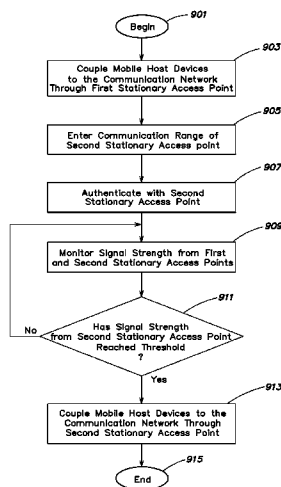 Begin
901
Couple Mobile Host Devices
to the Communication Network
Through First Stationary Access Point
903
Enter Communication Range of
Second Stationary Access point
905
Authenticate with Second
Stationary Access Point
907
Monitor Signal Strength from First
and Second Stationary Access Points
909
Has Signal Strength
from Second Stationary Access Point
Reached Threshold
?
911
No
Yes
Couple Mobile Host Devices to the
Communication Network Through
Second Stationary Access Point
913
End
915